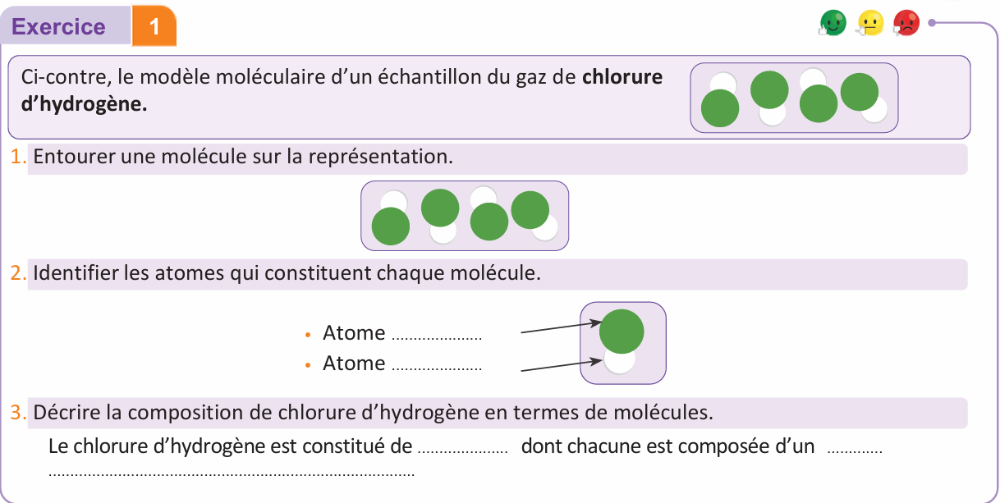 Exercice 1
Ci-contre, le modèle moléculaire d’un échantillon du gaz de chlorure
d’hydrogène.
1. Entourer une molécule sur la représentation.
2. Identifier les atomes qui constituent chaque molécule.
• Atome .....................
• Atome .....................
3. Décrire la composition de chlorure d’hydrogène en termes de molécules.
Le chlorure d’hydrogène est constitué de ..................... dont chacune est composée d’un .............
.....................................................................................